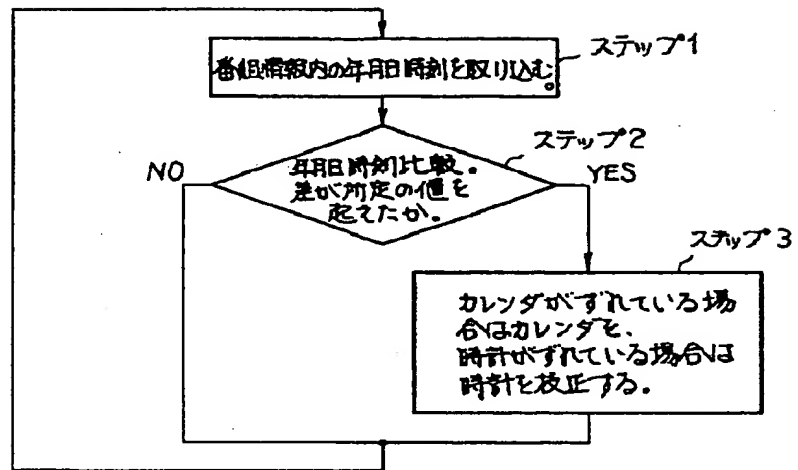 ステップ1
番組情報内の年月日時刻を取り込む。
ステップ2
年月日時刻比較。
差が所定の値を
起えたか。
NO
YES
ステップ3
カレンダがずれている場
合はカレンダを、
時計がずれている場合は
時計を校正する。